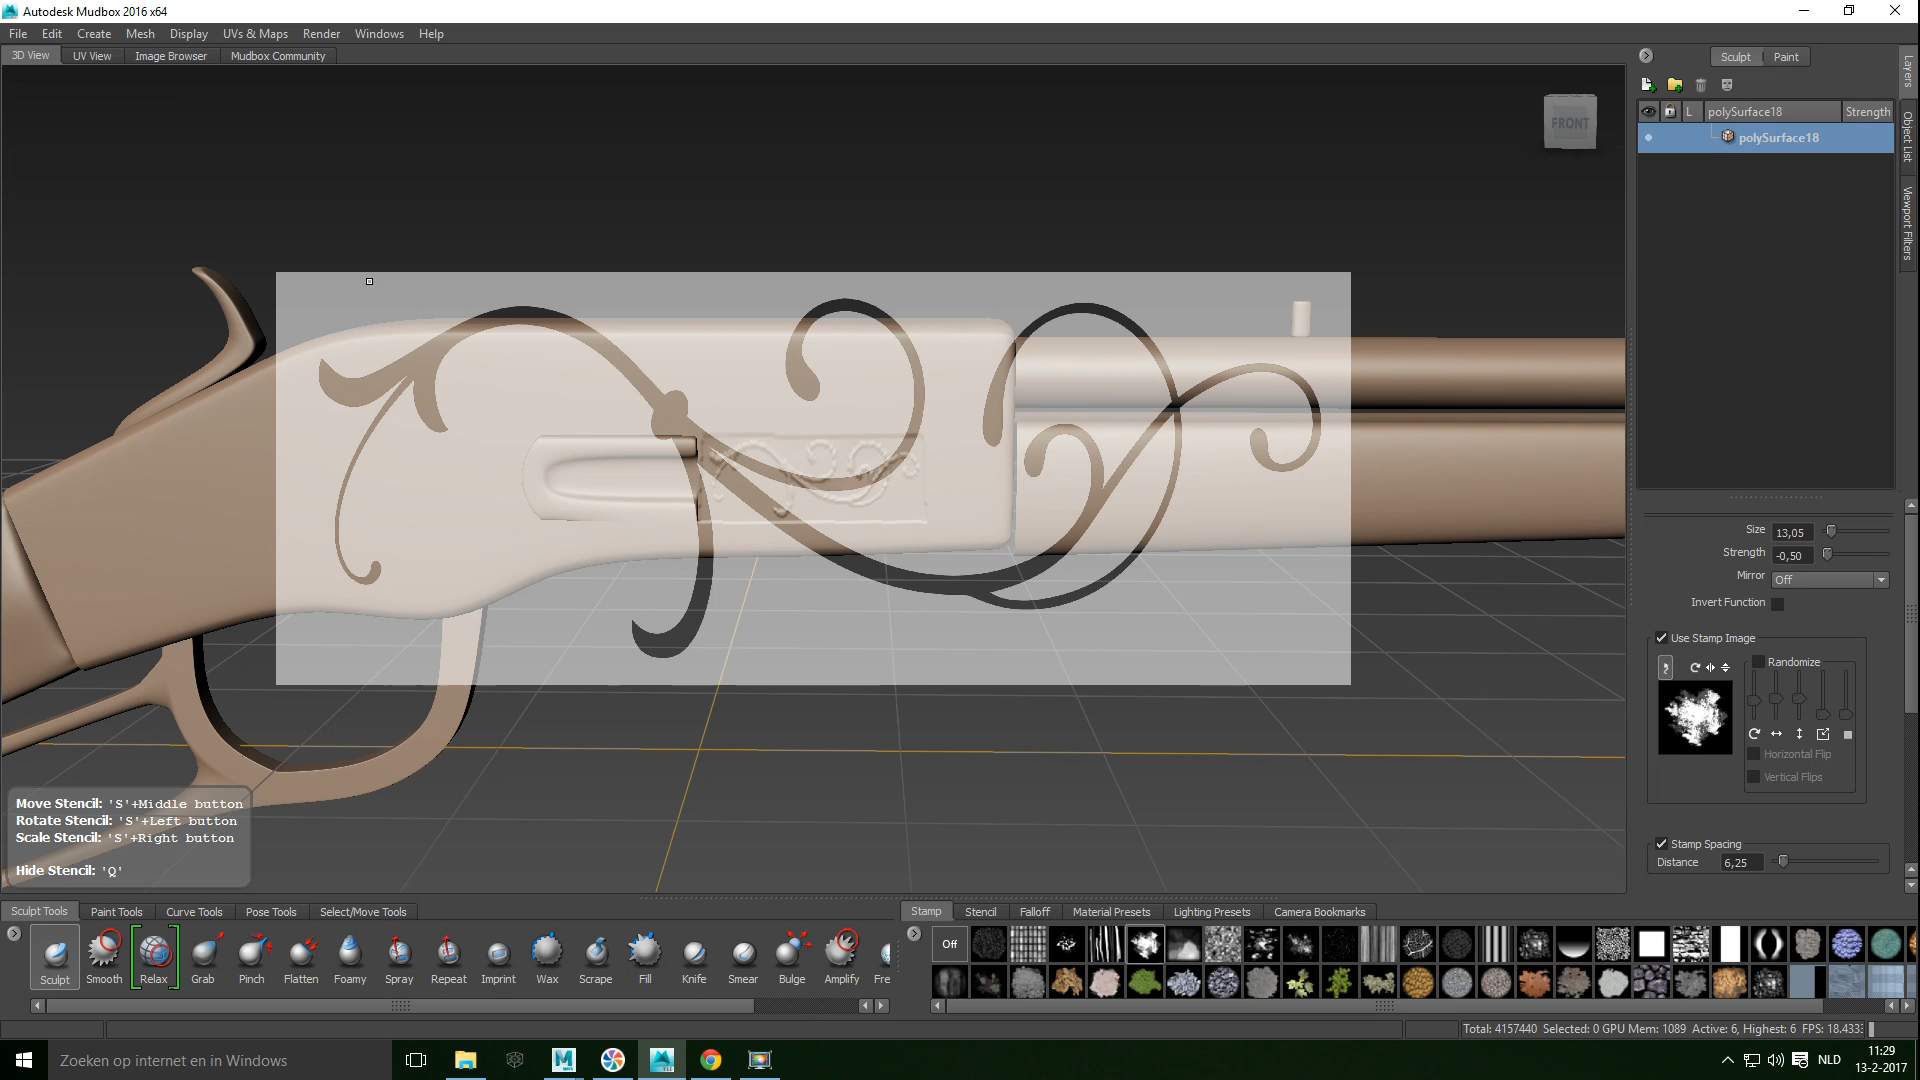 Autodesk Mudbox 2016 x64
File Edit Create Mesh Display UVs & Maps Render Windows Help
3D View UV View Image Browser Mudbox Community
Sculpt Paint
Layers
Object List
Viewport Filters
L polySurface18 Strength
polySurface18
FRONT
Size 13,05
Strength -0,50
Mirror Off
Invert Function
Use Stamp Image
Randomize
Horizontal Flip
Vertical Flips
Stamp Spacing
Distance 6,25
Move Stencil: 'S'+Middle button
Rotate Stencil: 'S'+Left button
Scale Stencil: 'S'+Right button
Hide Stencil: 'Q'
Sculpt Tools Paint Tools Curve Tools Pose Tools Select/Move Tools
Stamp Stencil Falloff Material Presets Lighting Presets Camera Bookmarks
Off
Sculpt Smooth Relax Grab Pinch Flatten Foamy Spray Repeat Imprint Wax Scrape Fill Knife Smear Bulge Amplify Fre
Total: 4157440 Selected: 0 GPU Mem: 1089 Active: 6, Highest: 6 FPS: 18.433
Zoeken op internet en in Windows
NLD
11:29
13-2-2017